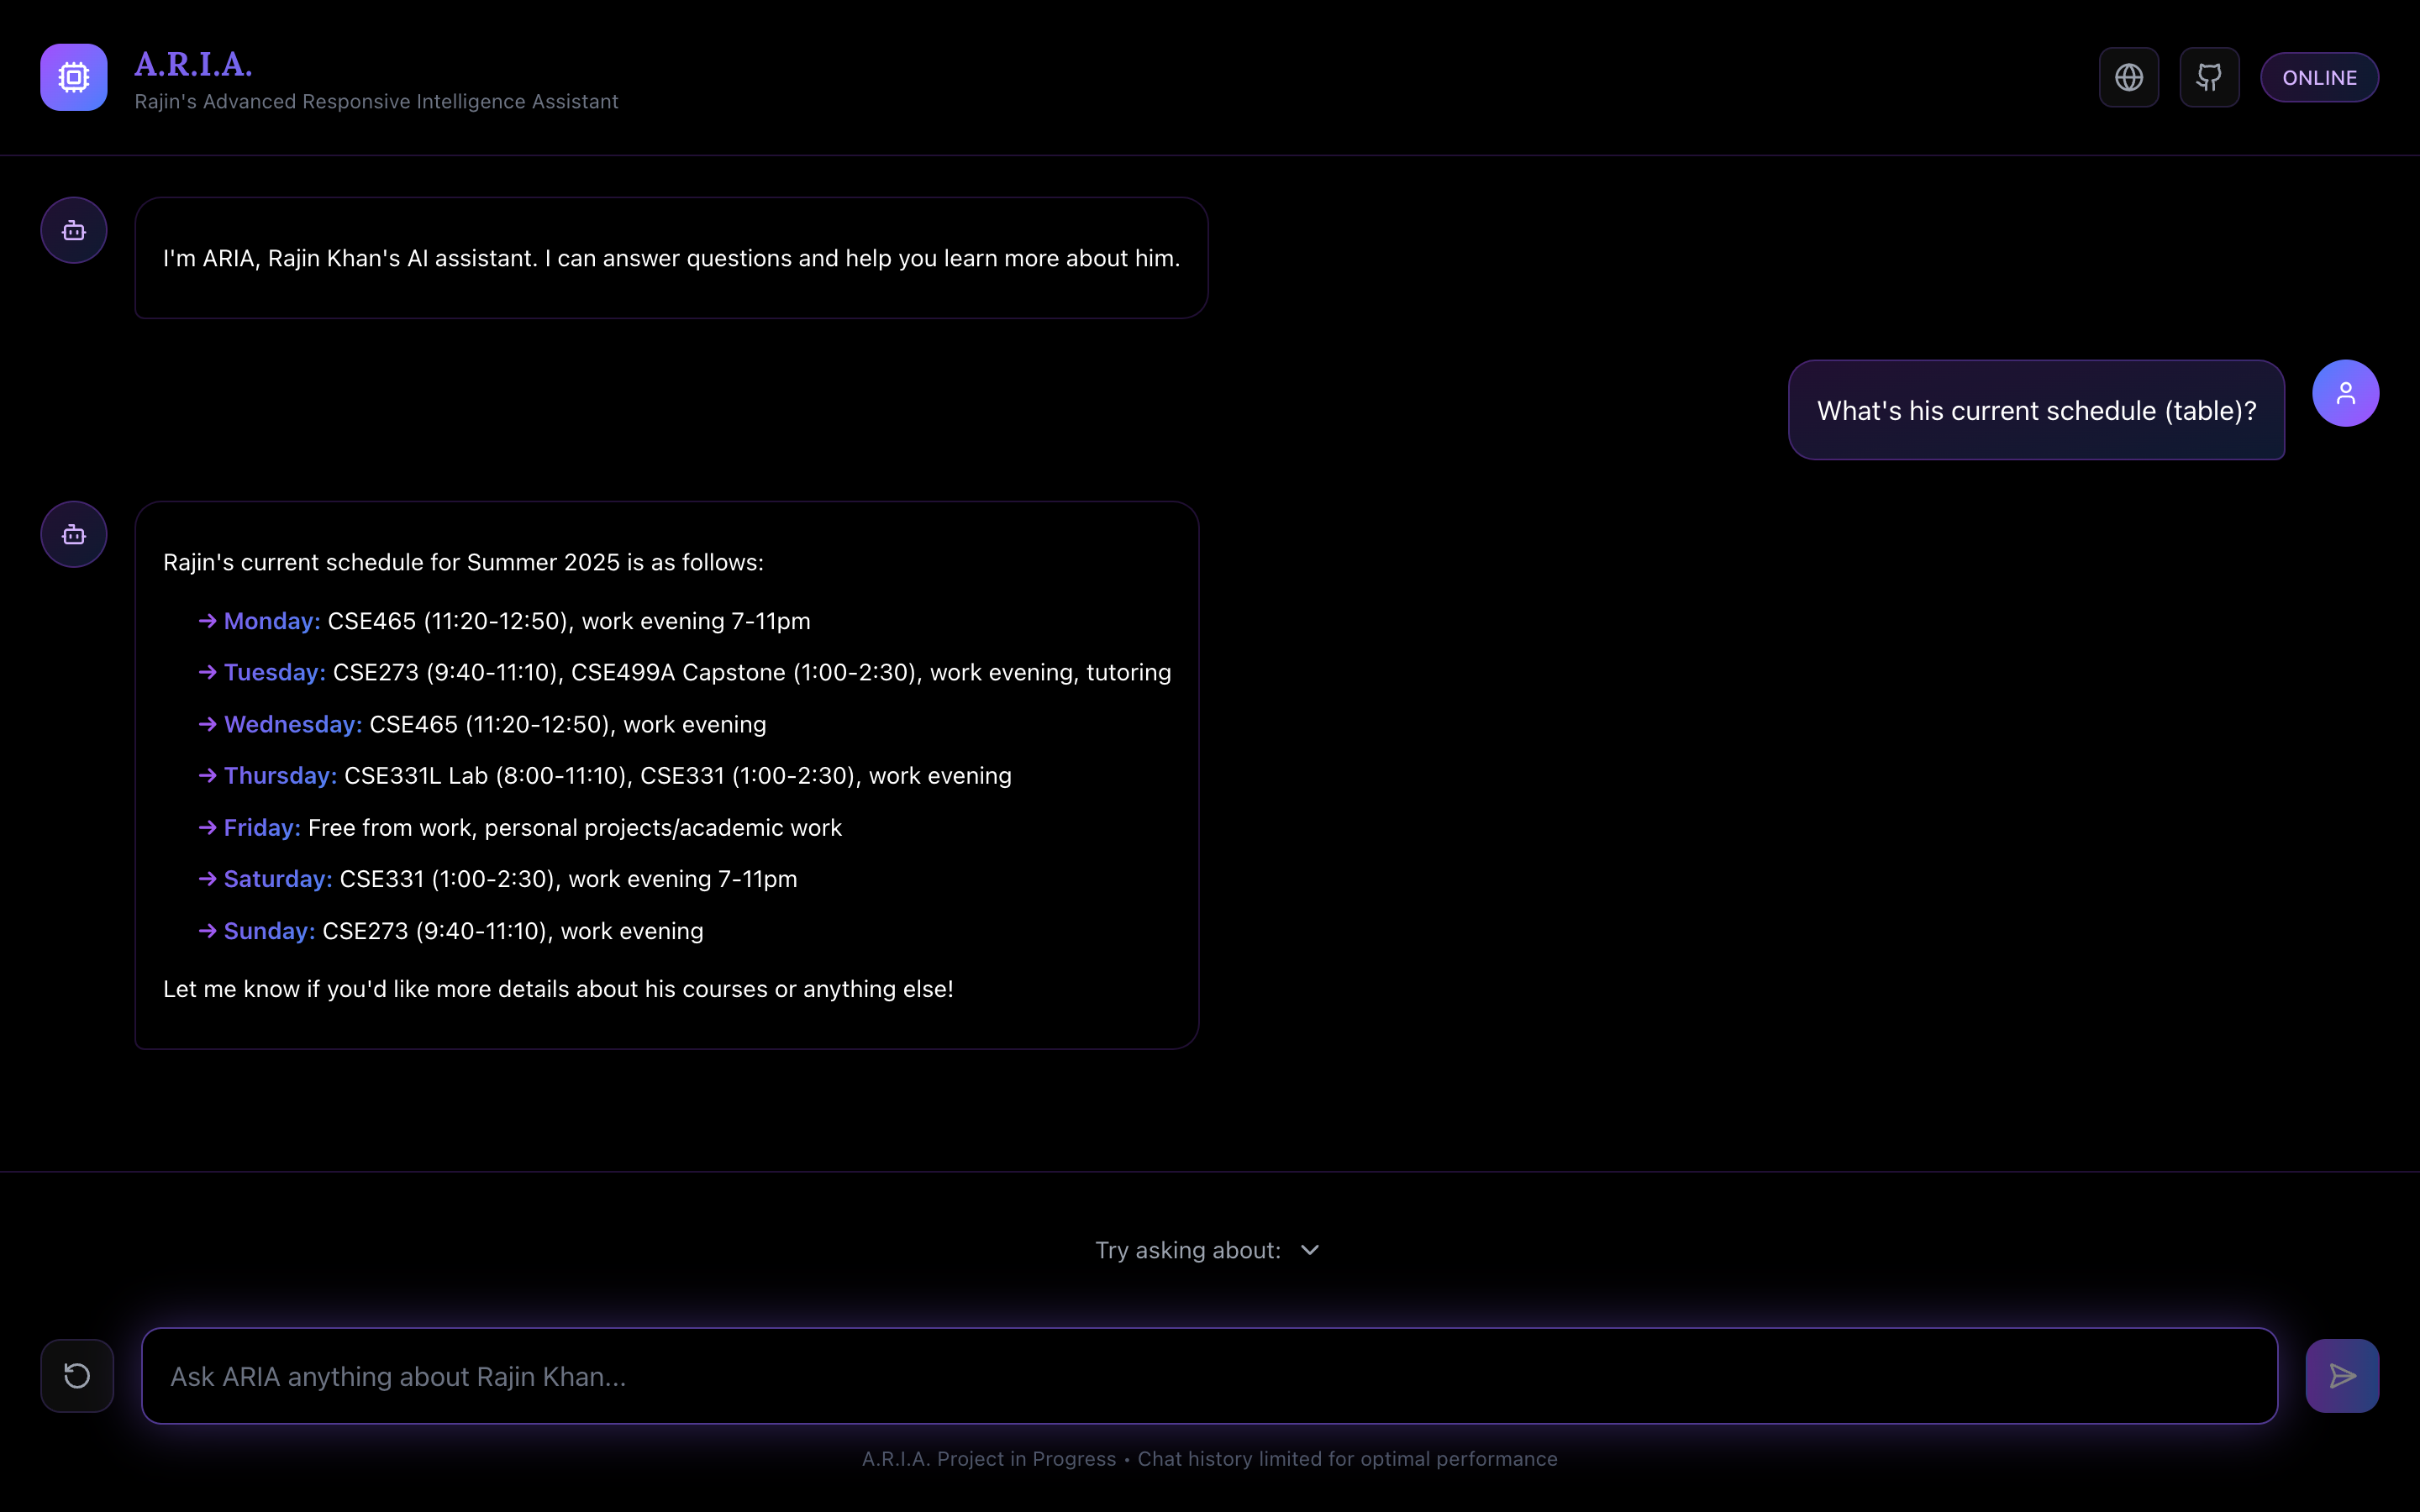 A.R.I.A.
Rajin's Advanced Responsive Intelligence Assistant
ONLINE
I'm ARIA, Rajin Khan's AI assistant. I can answer questions and help you learn more about him.
What's his current schedule (table)?
Rajin's current schedule for Summer 2025 is as follows:
→ Monday: CSE465 (11:20-12:50), work evening 7-11pm
→ Tuesday: CSE273 (9:40-11:10), CSE499A Capstone (1:00-2:30), work evening, tutoring
→ Wednesday: CSE465 (11:20-12:50), work evening
→ Thursday: CSE331L Lab (8:00-11:10), CSE331 (1:00-2:30), work evening
→ Friday: Free from work, personal projects/academic work
→ Saturday: CSE331 (1:00-2:30), work evening 7-11pm
→ Sunday: CSE273 (9:40-11:10), work evening
Let me know if you'd like more details about his courses or anything else!
Try asking about:
Ask ARIA anything about Rajin Khan...
A.R.I.A. Project in Progress • Chat history limited for optimal performance